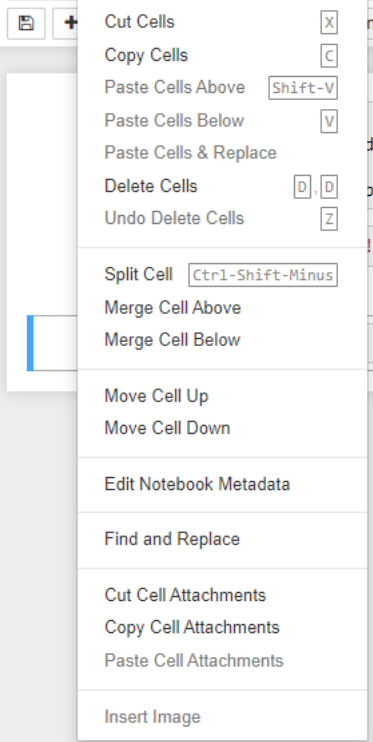 Cut Cells X
Copy Cells C
Paste Cells Above Shift-V
Paste Cells Below V
Paste Cells & Replace
Delete Cells D,D
Undo Delete Cells Z
Split Cell Ctrl-Shift-Minus
Merge Cell Above
Merge Cell Below
Move Cell Up
Move Cell Down
Edit Notebook Metadata
Find and Replace
Cut Cell Attachments
Copy Cell Attachments
Paste Cell Attachments
Insert Image